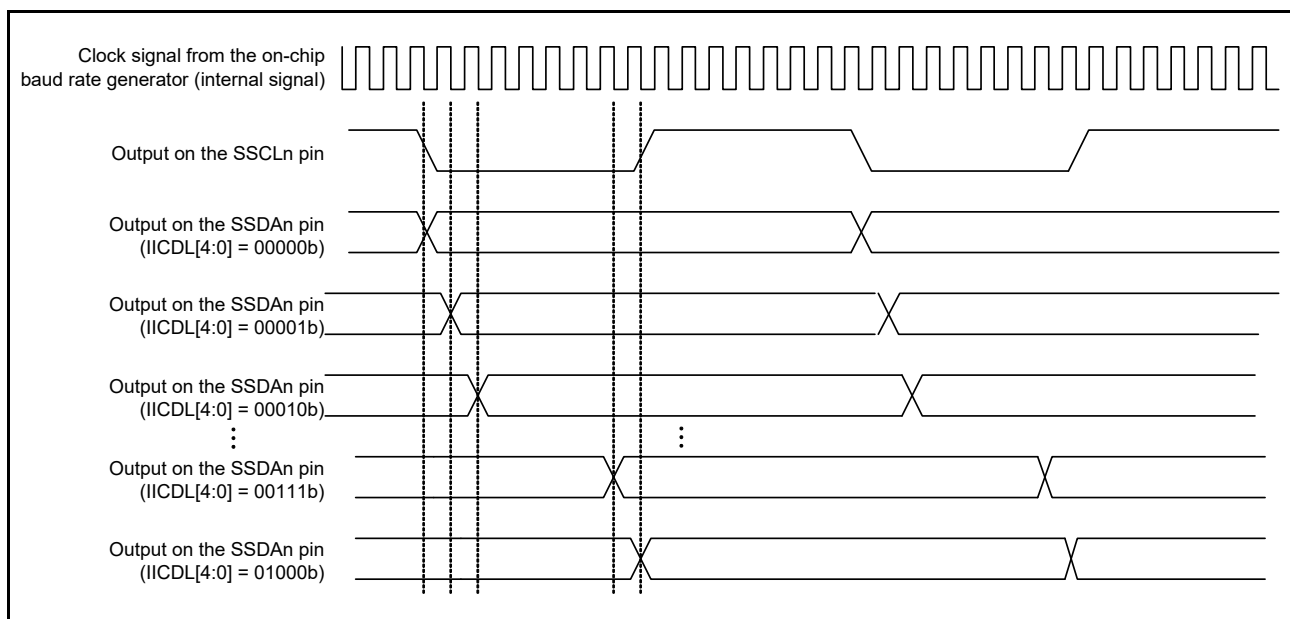 Clock signal from the on-chip
baud rate generator (internal signal)
Output on the SSCLn pin
Output on the SSDAn pin
(IICDL[4:0] = 00000b)
Output on the SSDAn pin
(IICDL[4:0] = 00001b)
Output on the SSDAn pin
(IICDL[4:0] = 00010b)
Output on the SSDAn pin
(IICDL[4:0] = 00111b)
Output on the SSDAn pin
(IICDL[4:0] = 01000b)